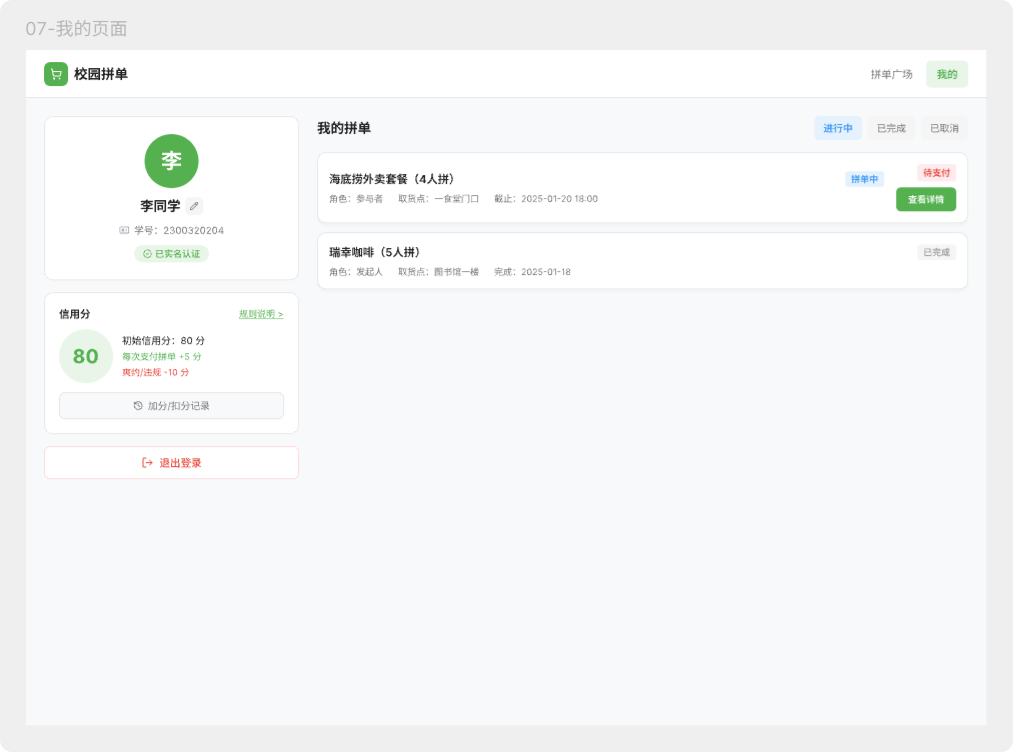 07-我的页面
校园拼单
拼单广场
我的
李
李同学
学号：2300320204
已实名认证
信用分
规则说明 >
80
初始信用分：80 分
每次支付拼单 +5 分
爽约/违规 -10 分
加分/扣分记录
退出登录
我的拼单
进行中
已完成
已取消
海底捞外卖套餐（4人拼）
角色：参与者 取货点：一食堂门口 截止：2025-01-20 18:00
拼单中
待支付
查看详情
瑞幸咖啡（5人拼）
角色：发起人 取货点：图书馆一楼 完成：2025-01-18
已完成